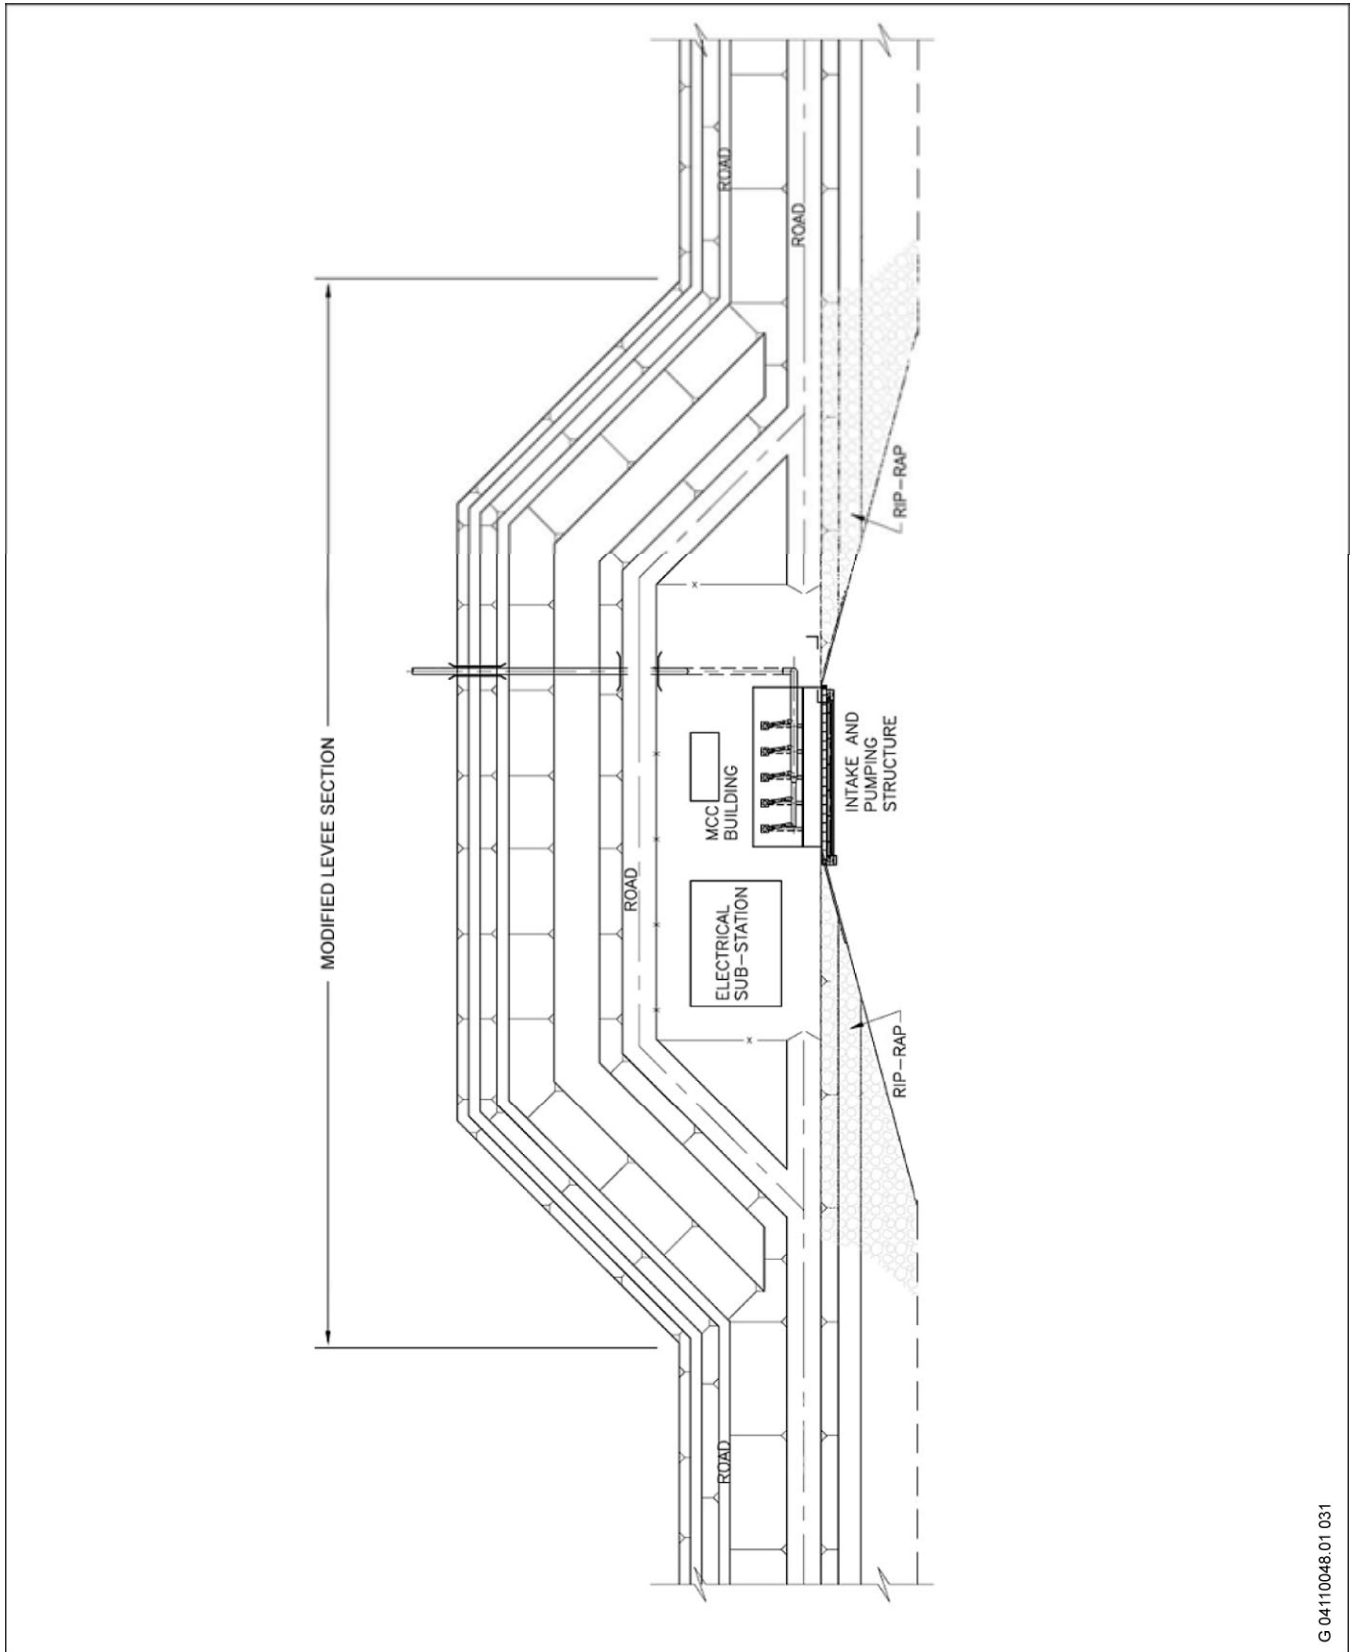 MODIFIED LEVEE SECTION
ROAD
ROAD
ROAD
RIP-RAP
INTAKE AND
PUMPING
STRUCTURE
MCC
BUILDING
ELECTRICAL
SUB-STATION
ROAD
RIP-RAP
ROAD
G 04110048.01 031